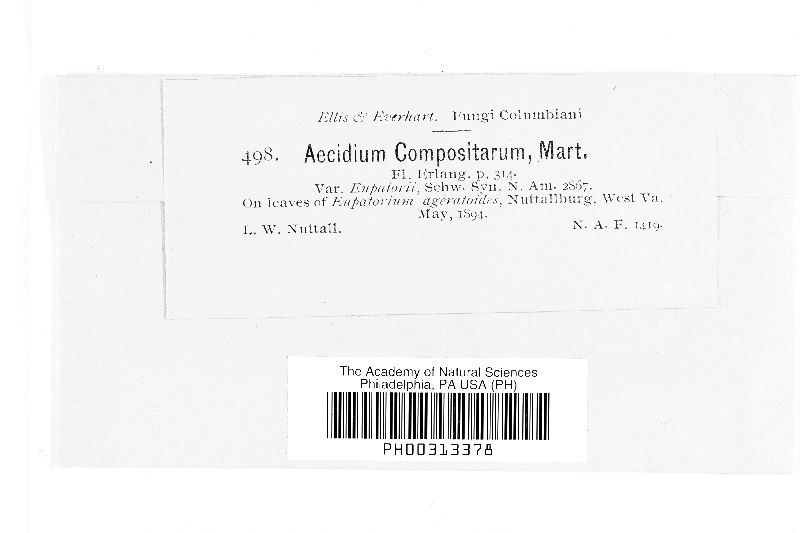 Ellis & Everhart. Fungi Columbiani
498. Aecidium Compositarum, Mart.
Fl. Erlang. p. 314.
Var. Eupatorii, Schw. Syn. N. Am. 2867.
On leaves of Eupatorium ageratoides, Nuttallburg, West Va.
May, 1894.
L. W. Nuttall. N. A. F. 1419.
The Academy of Natural Sciences
Philadelphia, PA USA (PH)
PH00313378